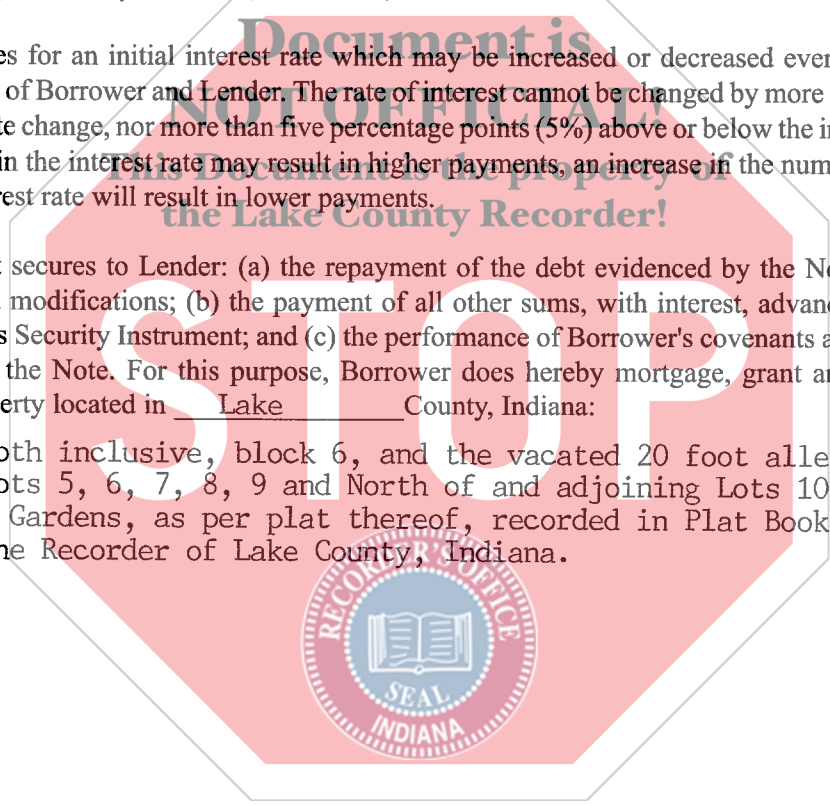 Document is
es for an initial interest rate which may be increased or decreased ever
of Borrower and Lender. The rate of interest cannot be changed by more
NOT OFFICIAL!
te change, nor more than five percentage points (5%) above or below the in
in the interest rate may result in higher payments, an increase in the num
This Document is the property of
rest rate will result in lower payments.
the Lake County Recorder!
secures to Lender: (a) the repayment of the debt evidenced by the No
modifications; (b) the payment of all other sums, with interest, advanc
s Security Instrument; and (c) the performance of Borrower's covenants a
the Note. For this purpose, Borrower does hereby mortgage, grant an
erty located in Lake County, Indiana:
STOP
oth inclusive, block 6, and the vacated 20 foot alle
ots 5, 6, 7, 8, 9 and North of and adjoining Lots 10
Gardens, as per plat thereof, recorded in Plat Book
he Recorder of Lake County, Indiana.
RECORDER'S OFFICE
SEAL
INDIANA